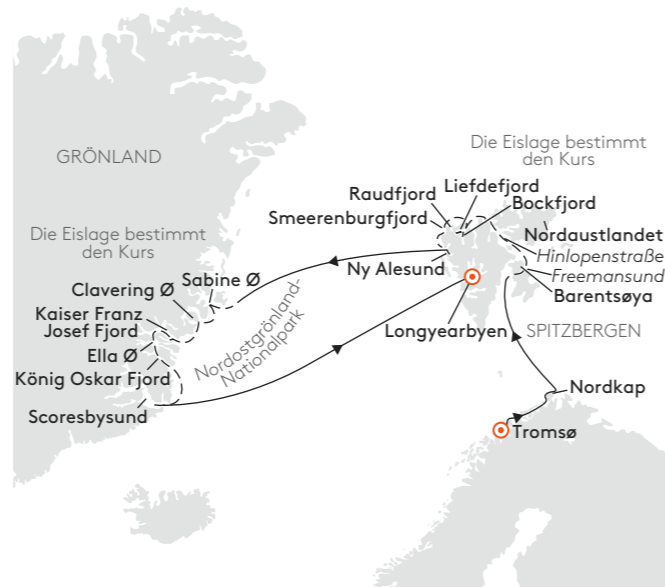 GRÖNLAND
Die Eislage bestimmt
den Kurs
Raudfjord
Liefdefjord
Smeerenburgfjord
Bockfjord
Nordaustlandet
Hinlopenstraße
Freemansund
Barentsøya
Ny Alesund
Longyearbyen
SPITZBERGEN
Die Eislage bestimmt
den Kurs
Sabine Ø
Clavering Ø
Kaiser Franz
Josef Fjord
Ella Ø
König Oskar Fjord
Scoresbysund
Nordostgrönland-
Nationalpark
Nordkap
Tromsø